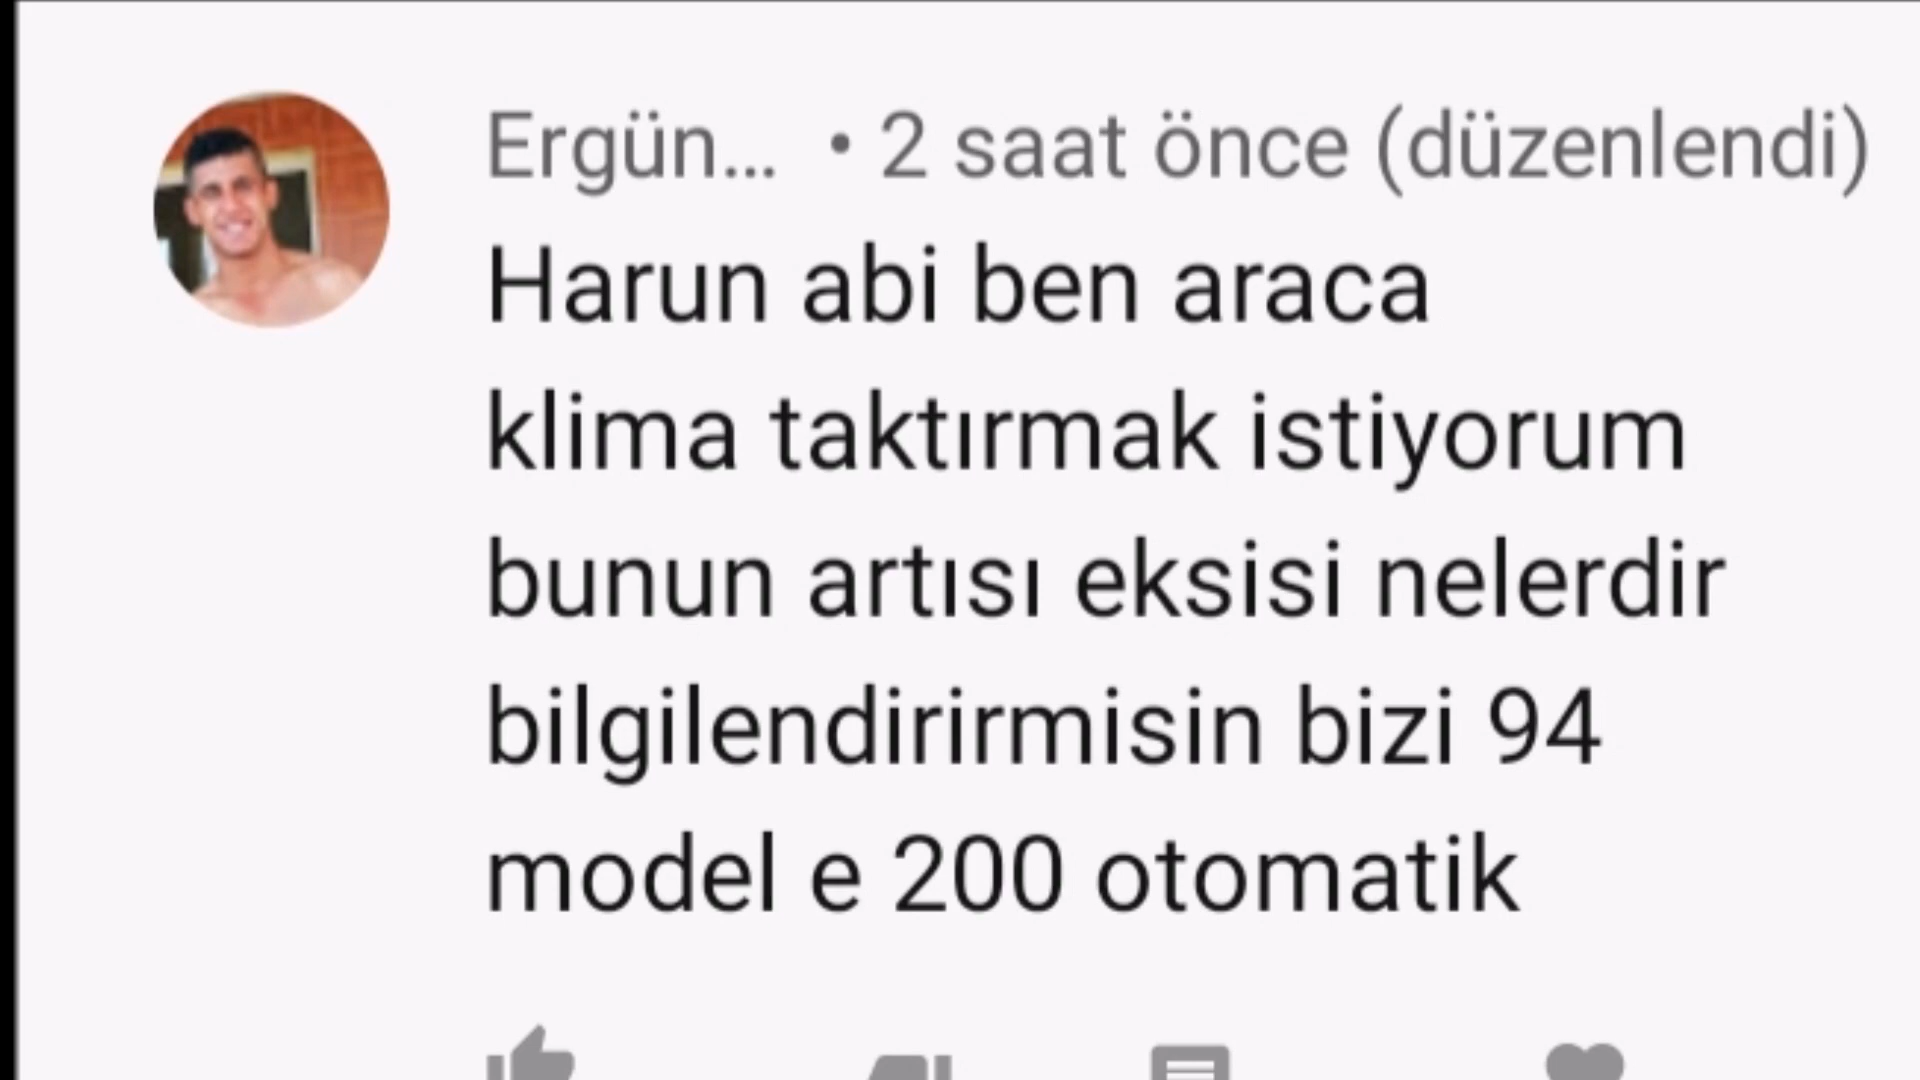 Ergün... • 2 saat önce (düzenlendi)
Harun abi ben araca
klima taktırmak istiyorum
bunun artısı eksisi nelerdir
bilgilendirirmisin bizi 94
model e 200 otomatik